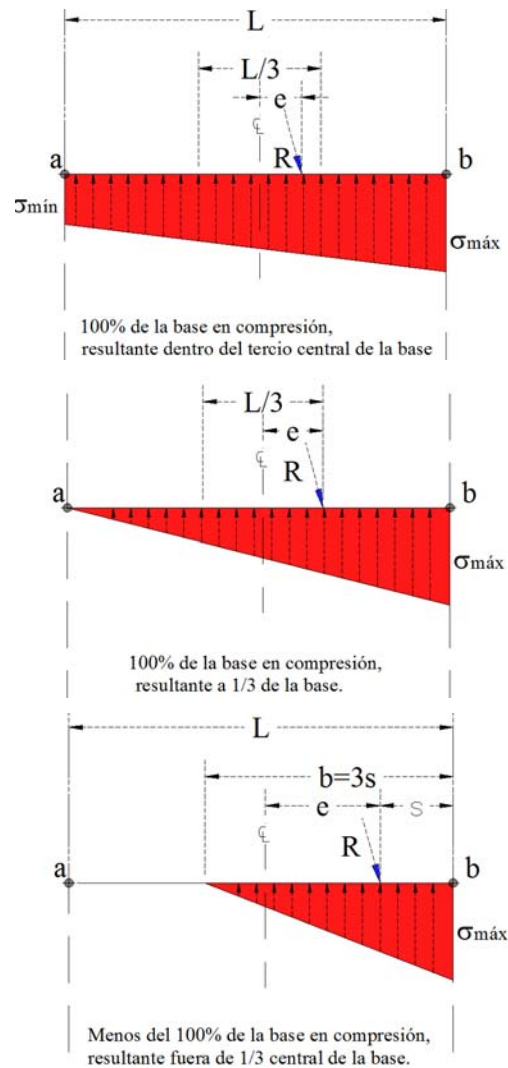 L
L/3
e
℄
R
a
b
σmín
σmáx
100% de la base en compresión,
resultante dentro del tercio central de la base
L/3
e
℄
R
a
b
σmáx
100% de la base en compresión,
resultante a 1/3 de la base.
L
b=3s
e
s
℄
R
a
b
σmáx
Menos del 100% de la base en compresión,
resultante fuera de 1/3 central de la base.